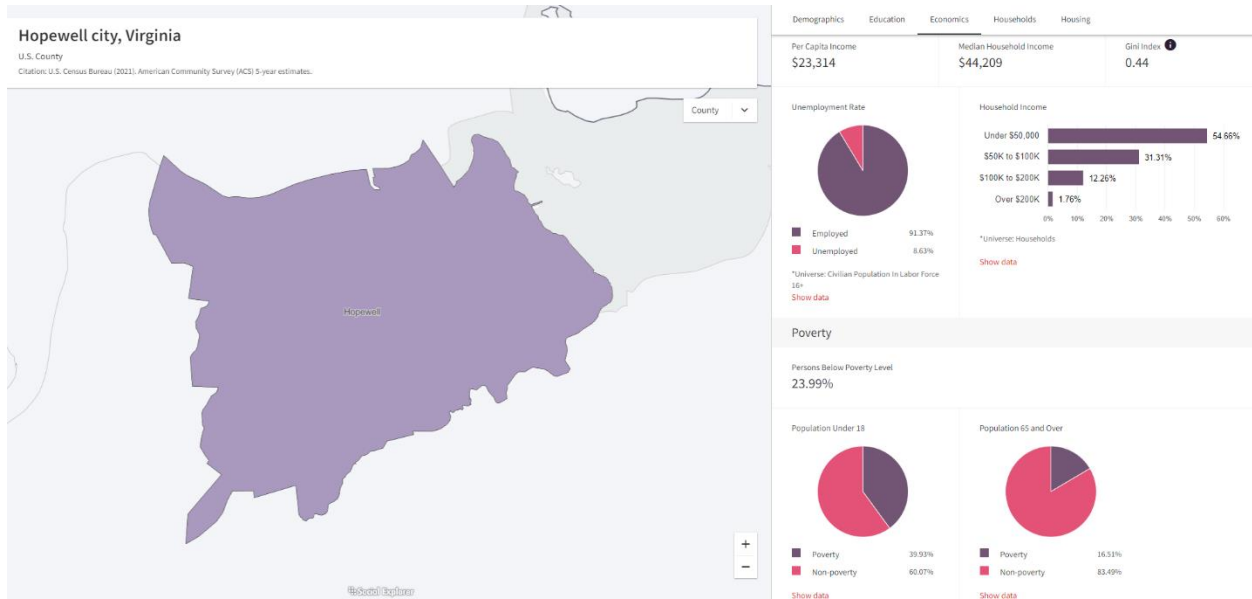 Hopewell city, Virginia
U.S. County
Citation: U.S. Census Bureau (2021). American Community Survey (ACS) 5-year estimates.
County
Hopewell
+
−
Social Explorer
Demographics Education Economics Households Housing
Per Capita Income Median Household Income Gini Index i
$23,314 $44,209 0.44
Unemployment Rate
Employed 91.37%
Unemployed 8.63%
*Universe: Civilian Population In Labor Force
16+
Show data
Household Income
Under $50,000 54.66%
$50K to $100K 31.31%
$100K to $200K 12.26%
Over $200K 1.76%
0% 10% 20% 30% 40% 50% 60%
*Universe: Households
Show data
Poverty
Persons Below Poverty Level
23.99%
Population Under 18
Poverty 39.93%
Non-poverty 60.07%
Show data
Population 65 and Over
Poverty 16.51%
Non-poverty 83.49%
Show data